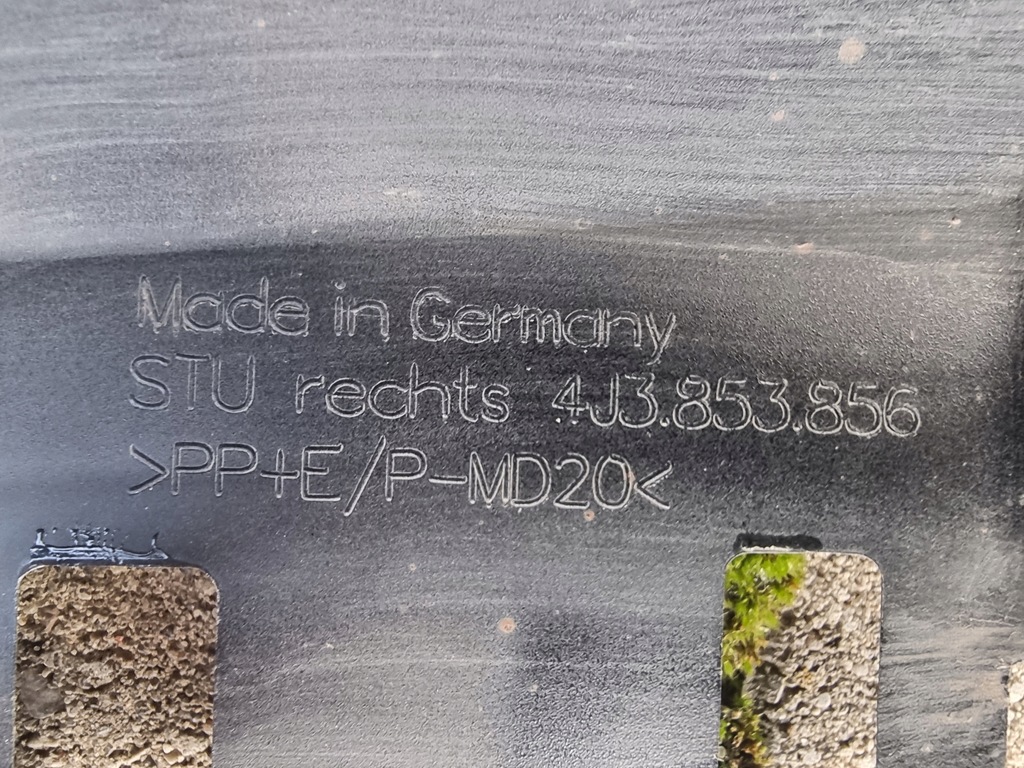 Made in Germany
STU rechts 4J3.853.856
>PP+E/P-MD20<